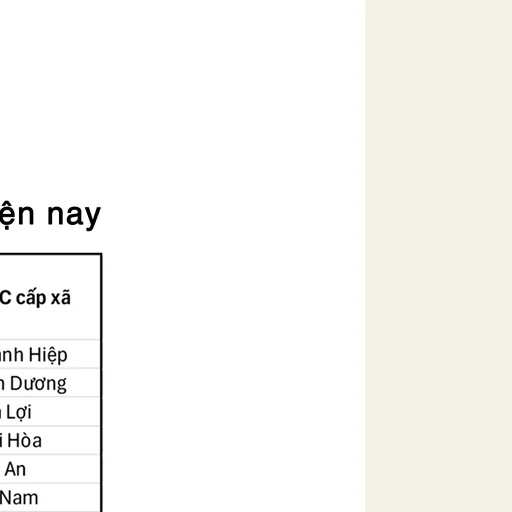 ện nay
C cấp xã
nh Hiệp
Dương
Lợi
i Hòa
An
Nam